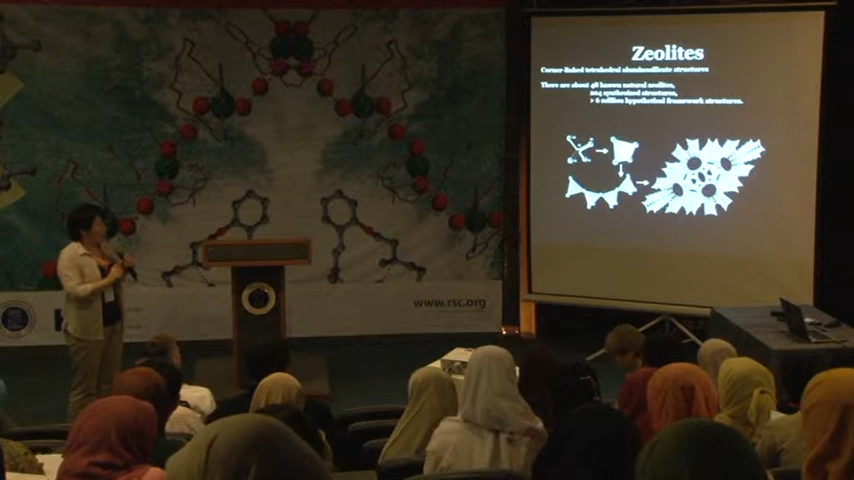 Zeolites
Corner-linked tetrahedral aluminosilicate structures
There are about 48 known natural zeolites,
204 synthesized structures,
> 6 million hypothetical framework structures.
www.rsc.org